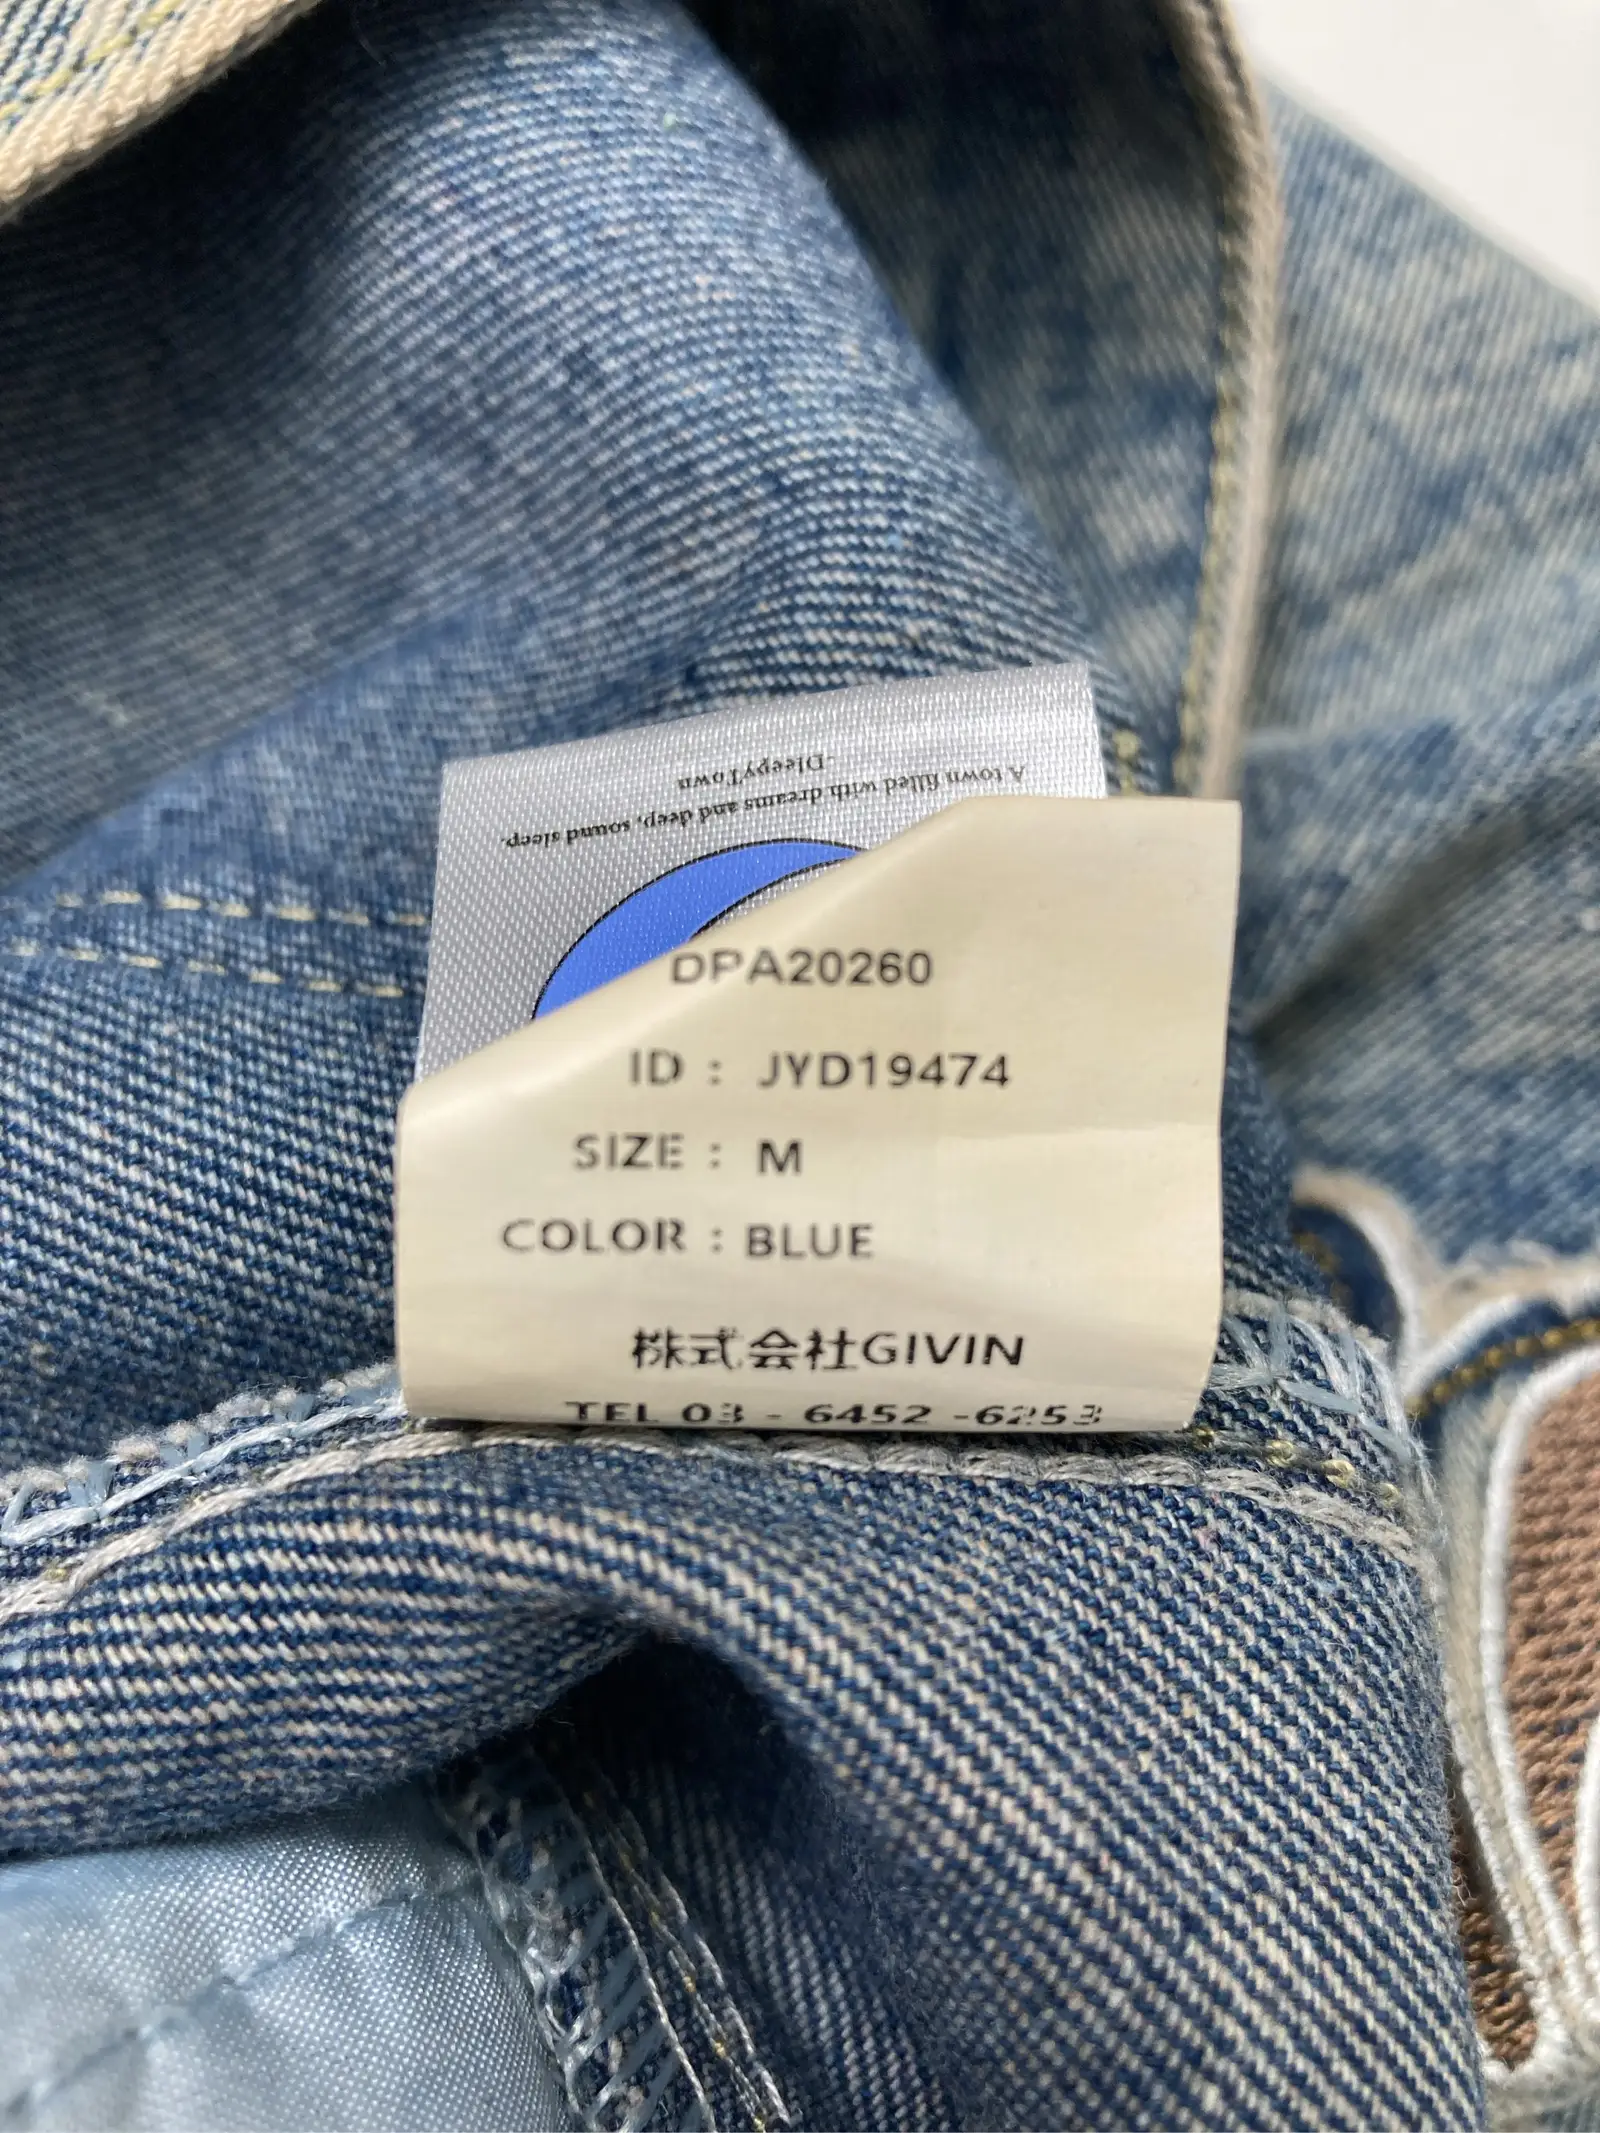 A town filled with dreams and deep, sound sleep.
-DleepyTown
DPA20260
ID : JYD19474
SIZE : M
COLOR : BLUE
株式会社GIVIN
TEL 03 - 6452 -6253